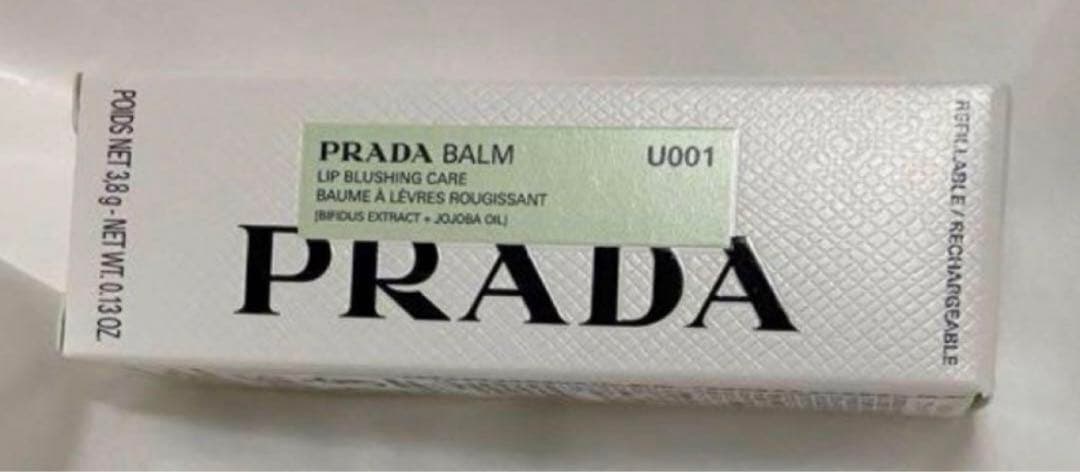 POIDS NET 3,8 g - NET WT. 0.13 OZ
PRADA BALM U001
LIP BLUSHING CARE
BAUME À LÈVRES ROUGISSANT
[BIFIDUS EXTRACT + JOJOBA OIL]
PRADA
REFILLABLE / RECHARGEABLE